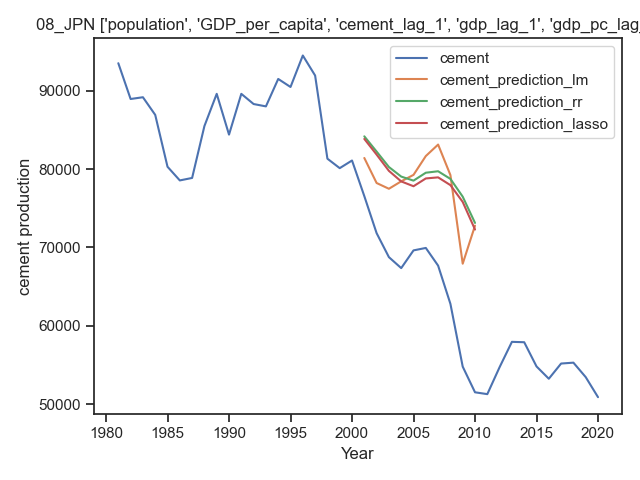 08_JPN ['population', 'GDP_per_capita', 'cement_lag_1', 'gdp_lag_1', 'gdp_pc_lag_
cement
cement_prediction_lm
cement_prediction_rr
cement_prediction_lasso
cement production
90000
80000
70000
60000
50000
1980 1985 1990 1995 2000 2005 2010 2015 2020
Year